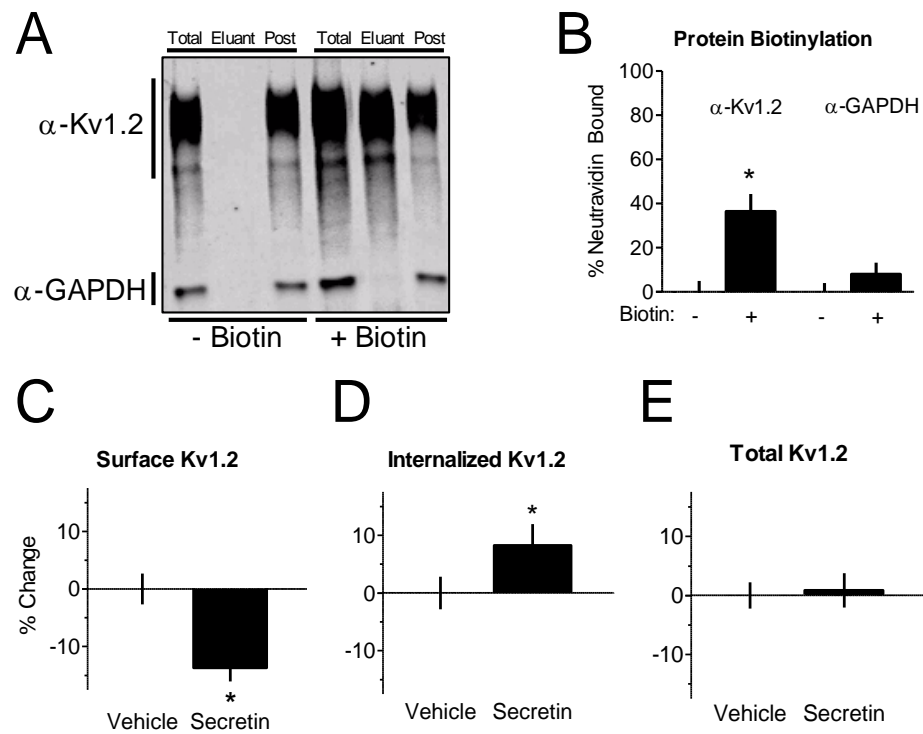 A
Total Eluant Post Total Eluant Post
α-Kv1.2
α-GAPDH
- Biotin + Biotin
B
Protein Biotinylation
% Neutravidin Bound
100
80
60
40
20
0
α-Kv1.2 α-GAPDH
*
Biotin: - + - +
C
Surface Kv1.2
% Change
10
0
-10
*
Vehicle Secretin
D
Internalized Kv1.2
10
0
-10
*
Vehicle Secretin
E
Total Kv1.2
10
0
-10
Vehicle Secretin